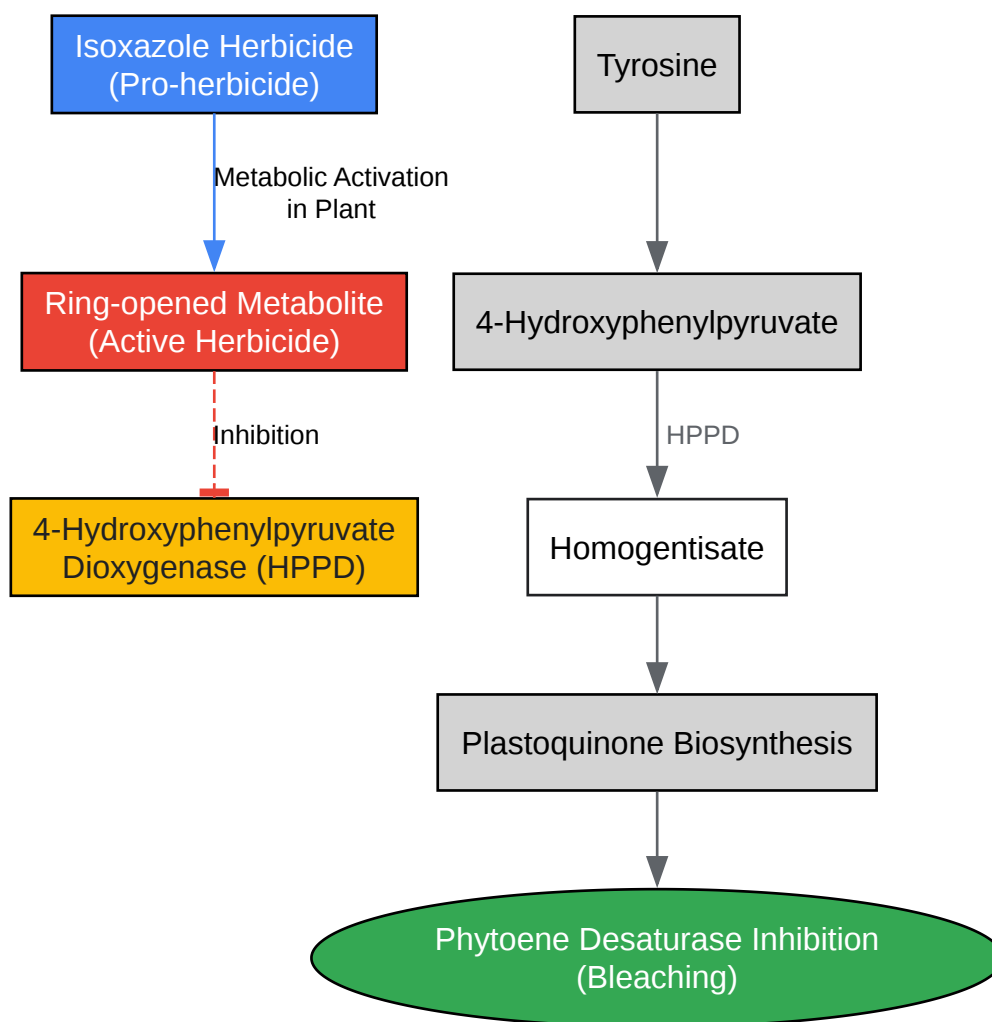 Isoxazole Herbicide
(Pro-herbicide)
Tyrosine
Metabolic Activation
in Plant
Ring-opened Metabolite
(Active Herbicide)
4-Hydroxyphenylpyruvate
Inhibition
HPPD
4-Hydroxyphenylpyruvate
Dioxygenase (HPPD)
Homogentisate
Plastoquinone Biosynthesis
Phytoene Desaturase Inhibition
(Bleaching)